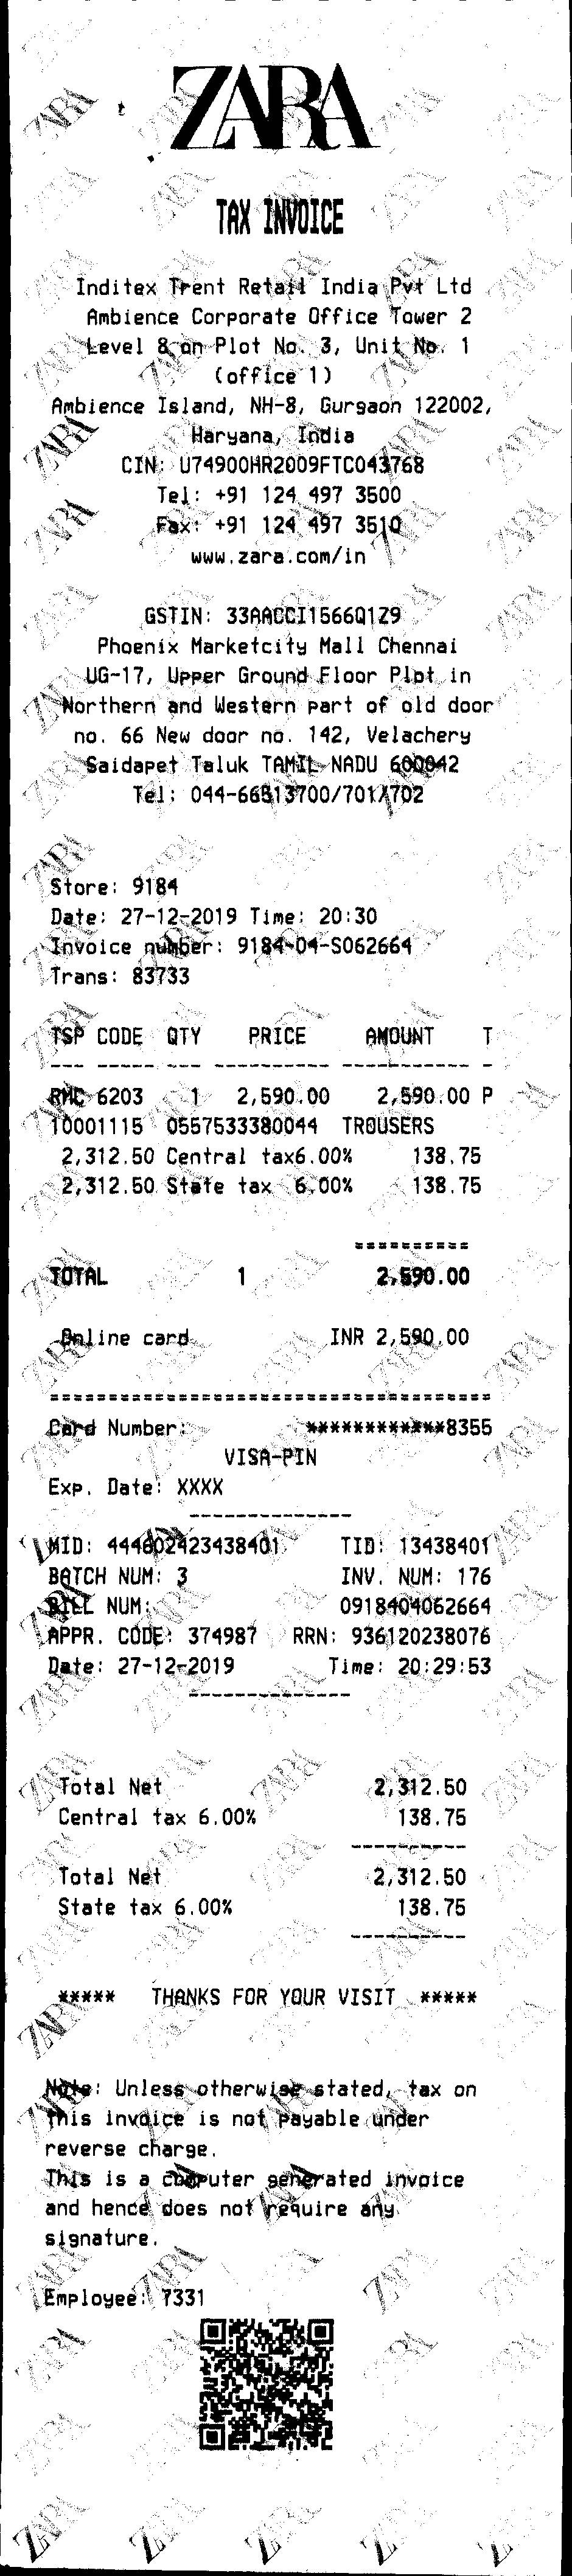 ZARA
TAX INVOICE
Inditex Trent Retail India Pvt Ltd
Ambience Corporate Office Tower 2
Level 8 on Plot No. 3, Unit No. 1
(office 1)
Ambience Island, NH-8, Gurgaon 122002,
Haryana, India
CIN: U74900HR2009FTC043768
Tel: +91 124 497 3500
Fax: +91 124 497 3510
www.zara.com/in
GSTIN: 33AACCI1566Q1Z9
Phoenix Marketcity Mall Chennai
UG-17, Upper Ground Floor Plot in
Northern and Western part of old door
no. 66 New door no. 142, Velachery
Saidapet Taluk TAMIL NADU 600042
Tel:
Store: 9184
Date: 27-12-2019 Time: 20:30
Invoice number: 9184-04-S062664
Trans: 83733
TSP CODE QTY PRICE AMOUNT T
--- ----- --- ---------- ---------- -
RMC 6203 1 2,590.00 2,590.00 P
10001115 0557533380044 TROUSERS
2,312.50 Central tax6.00% 138.75
2,312.50 State tax 6.00% 138.75
==========
TOTAL 1 2,590.00
Online card INR 2,590.00
======================================
Card Number: ************8355
VISA-PIN
Exp. Date: XXXX
--------------
MID: 444602423438401 TID: 13438401
BATCH NUM: 3 INV. NUM: 176
BILL NUM: 0918404062664
APPR. CODE: 374987 RRN: 936120238076
Date: 27-12-2019 Time: 20:29:53
--------------
Total Net 2,312.50
Central tax 6.00% 138.75
----------
Total Net 2,312.50
State tax 6.00% 138.75
----------
***** THANKS FOR YOUR VISIT *****
Note: Unless otherwise stated, tax on
this invoice is not payable under
reverse charge.
This is a computer generated invoice
and hence does not require any
signature.
Employee: 7331